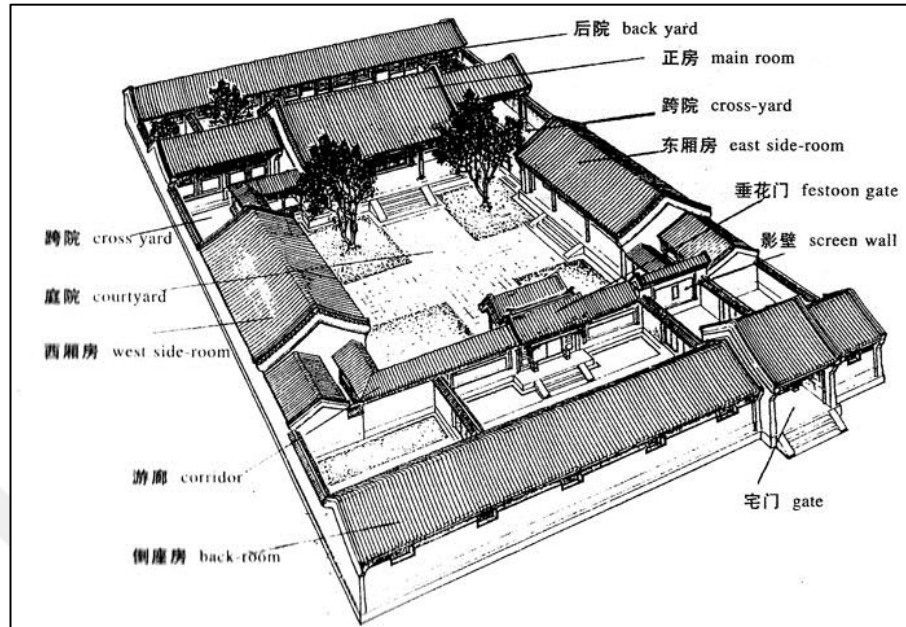 后院 back yard
正房 main room
跨院 cross-yard
东厢房 east side-room
垂花门 festoon gate
影壁 screen wall
跨院 cross yard
庭院 courtyard
西厢房 west side-room
游廊 corridor
倒座房 back-room
宅门 gate